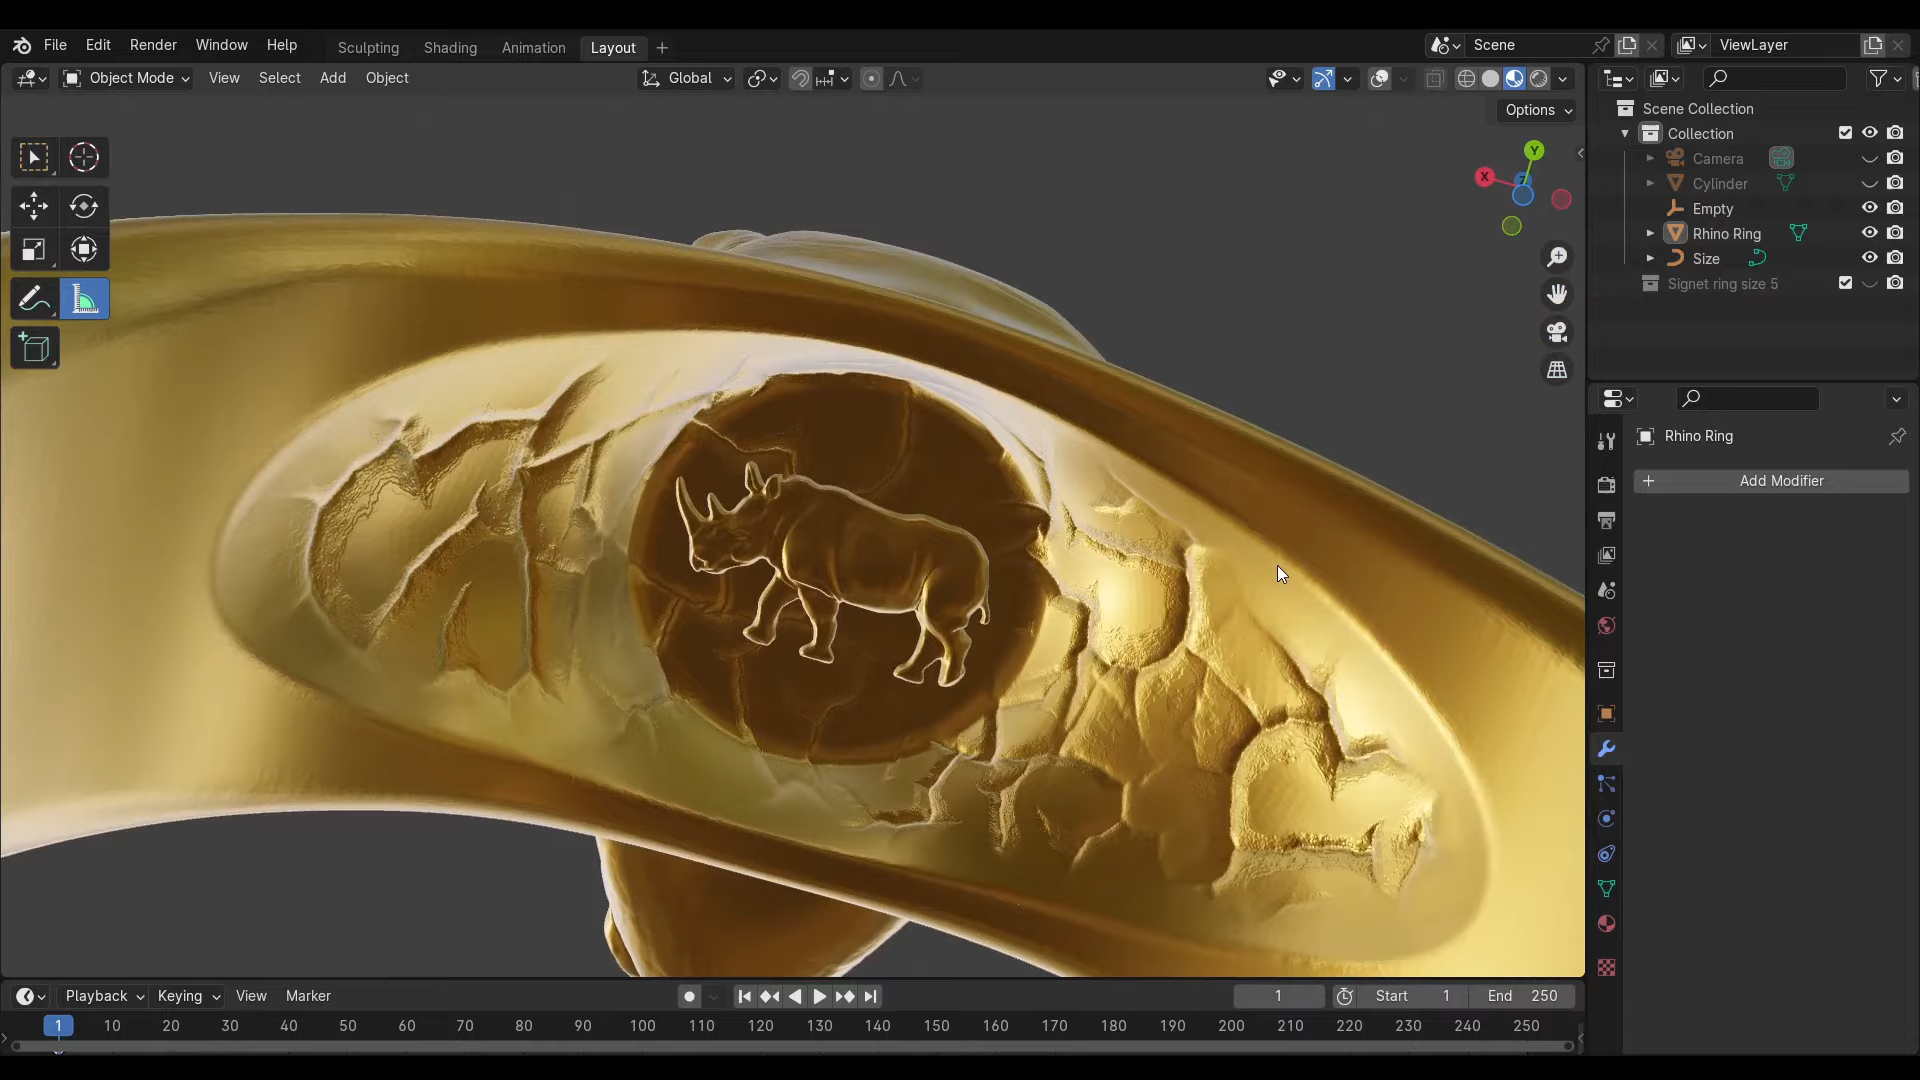 File Edit Render Window Help Sculpting Shading Animation Layout Scene ViewLayer
Object Mode View Select Add Object Global
Options
Scene Collection
Collection
Camera
Cylinder
Empty
Rhino Ring
Size
Signet ring size 5
X Y Z
Rhino Ring
Add Modifier
Playback Keying View Marker 1 Start 1 End 250
1 10 20 30 40 50 60 70 80 90 100 110 120 130 140 150 160 170 180 190 200 210 220 230 240 250